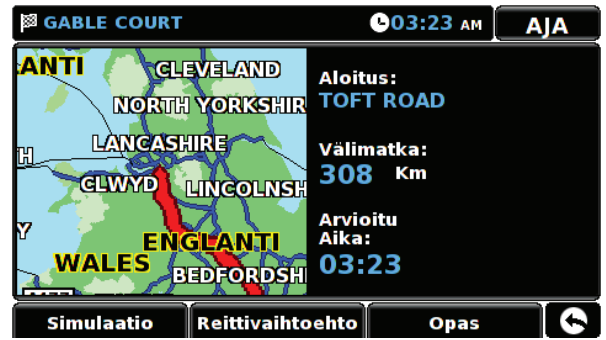 GABLE COURT
03:23 AM
AJA
ANTI
CLEVELAND
NORTH YORKSHIR
LANCASHIRE
H
CLWYD
LINCOLNSH
Y
ENGLANTI
WALES
BEDFORDSH
Aloitus:
TOFT ROAD
Välimatka:
308 Km
Arvioitu
Aika:
03:23
Simulaatio
Reittivaihtoehto
Opas